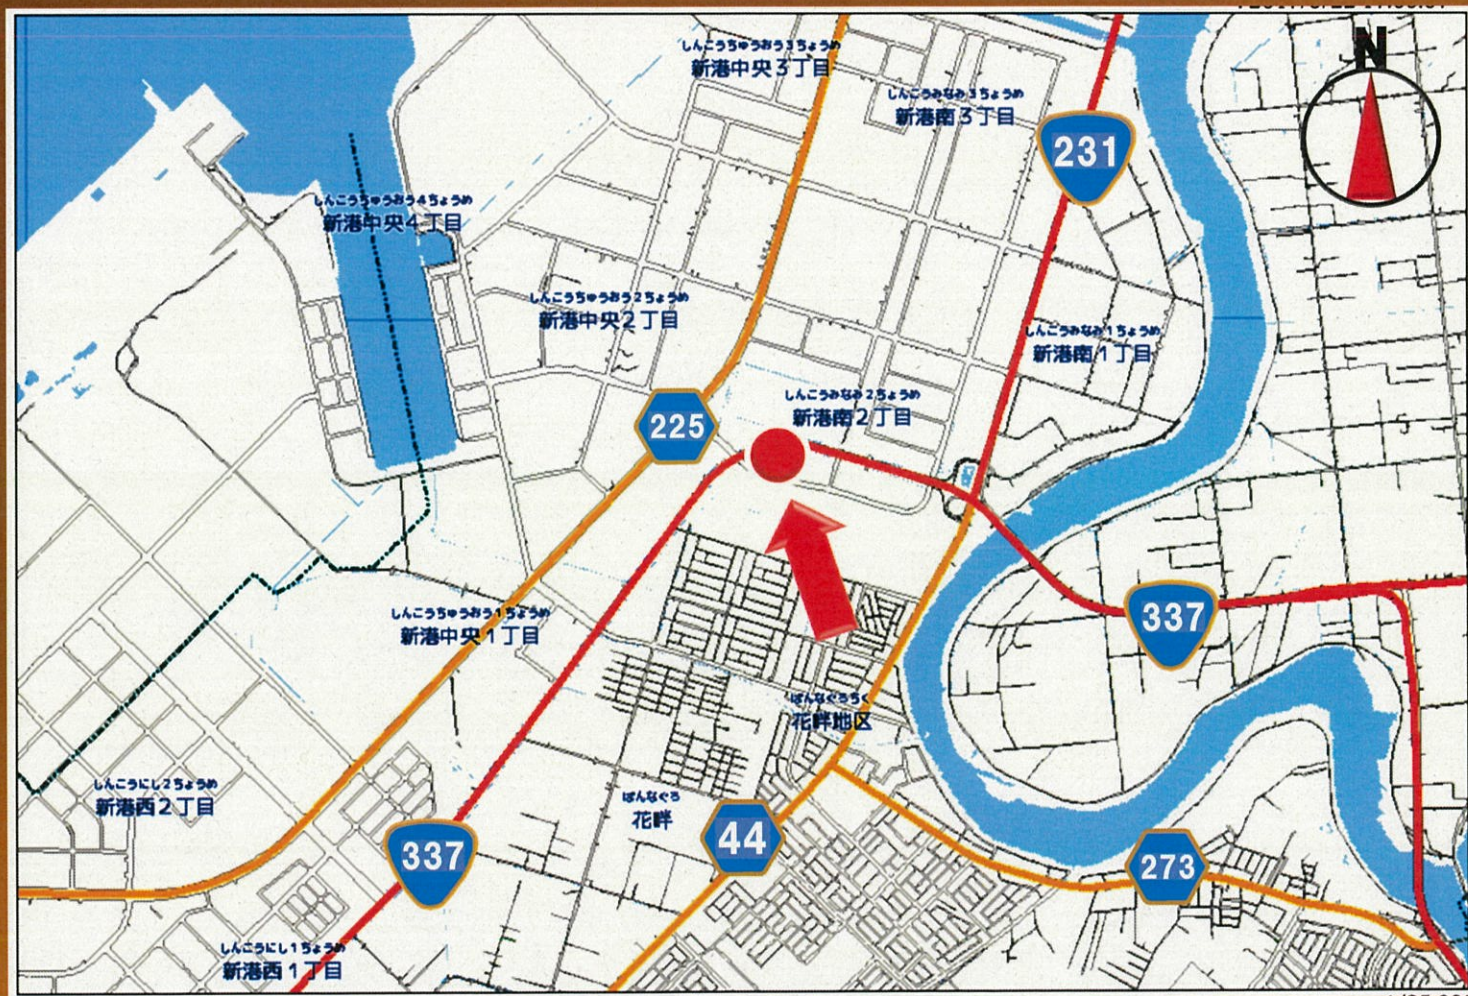 N
しんこうちゅうおう3ちょうめ
新港中央3丁目
しんこうみなみ3ちょうめ
新港南3丁目
231
しんこうちゅうおう4ちょうめ
新港中央4丁目
しんこうちゅうおう2ちょうめ
新港中央2丁目
しんこうみなみ1ちょうめ
新港南1丁目
しんこうみなみ2ちょうめ
新港南2丁目
225
しんこうちゅうおう1ちょうめ
新港中央1丁目
337
ばんなぐろちく
花畔地区
しんこうにし2ちょうめ
新港西2丁目
ばんなぐろ
花畔
337
44
273
しんこうにし1ちょうめ
新港西1丁目